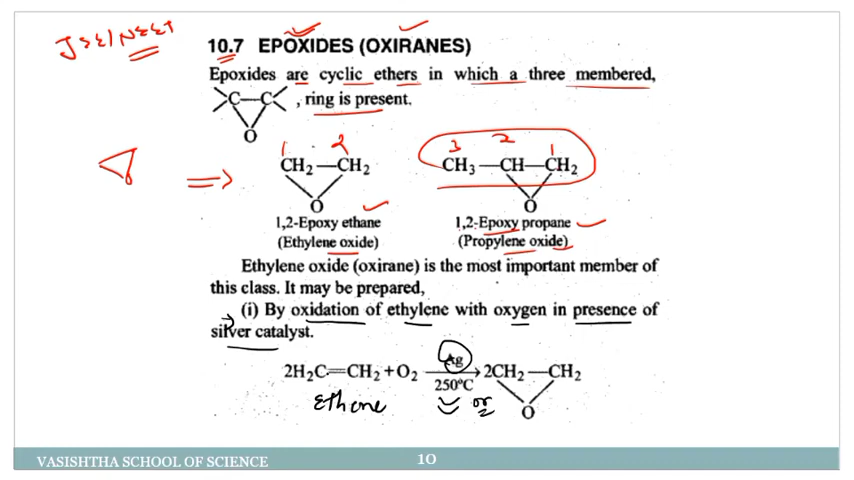 JEE/NEET
10.7 EPOXIDES (OXIRANES)
Epoxides are cyclic ethers in which a three membered,
C—C
O
, ring is present.
1 2
CH₂—CH₂
O
1,2-Epoxy ethane
(Ethylene oxide)
3 2 1
CH₃—CH—CH₂
O
1,2-Epoxy propane
(Propylene oxide)
Ethylene oxide (oxirane) is the most important member of
this class. It may be prepared,
(i) By oxidation of ethylene with oxygen in presence of
silver catalyst.
2H₂C=CH₂+O₂ Ag 250ºC → 2CH₂—CH₂
O
Ethene or
VASISHTHA SCHOOL OF SCIENCE 10